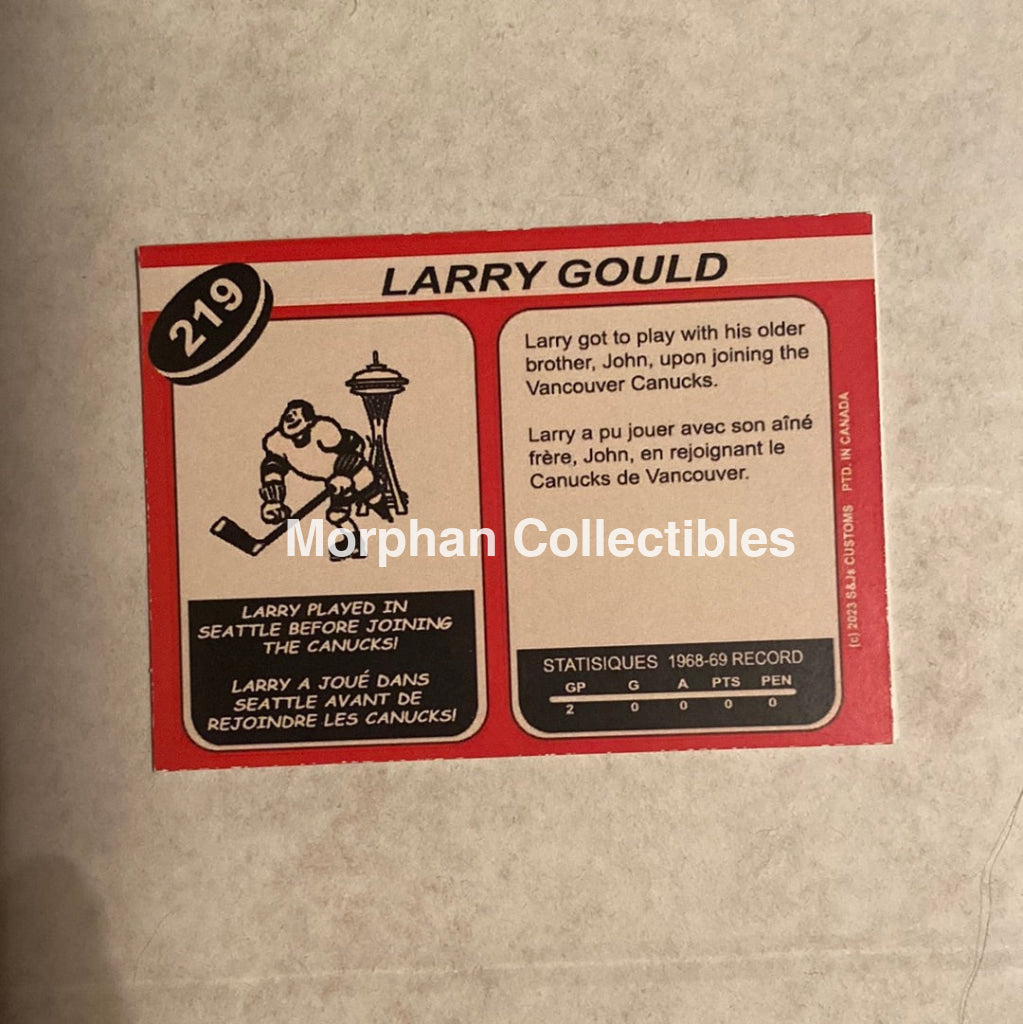 219
LARRY GOULD
Larry got to play with his older
brother, John, upon joining the
Vancouver Canucks.
Larry a pu jouer avec son aîné
frère, John, en rejoignant le
Canucks de Vancouver.
Morphan Collectibles
LARRY PLAYED IN
SEATTLE BEFORE JOINING
THE CANUCKS!
LARRY A JOUÉ DANS
SEATTLE AVANT DE
REJOINDRE LES CANUCKS!
STATISIQUES 1968-69 RECORD
GP G A PTS PEN
2 0 0 0 0
(c) 2023 S&Js CUSTOMS PTD. IN CANADA